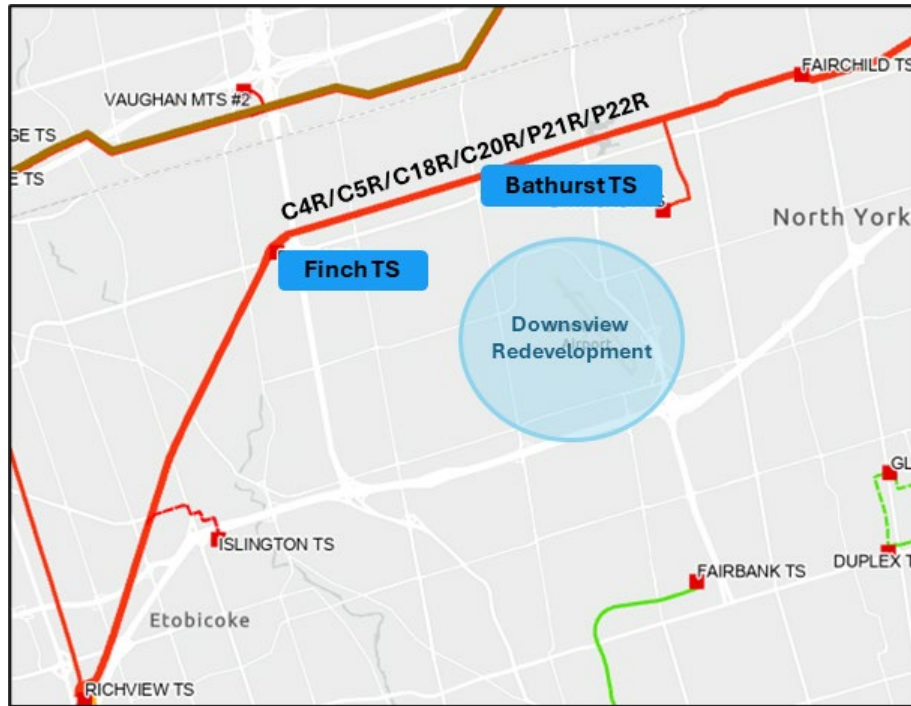 FAIRCHILD TS
VAUGHAN MTS #2
GE TS
E TS
C4R/C5R/C18R/C20R/P21R/P22R
Bathurst TS
S
North York
Finch TS
Downsview
Redevelopment
Airport
GL
ISLINGTON TS
DUPLEX T
FAIRBANK TS
Etobicoke
RICHVIEW TS